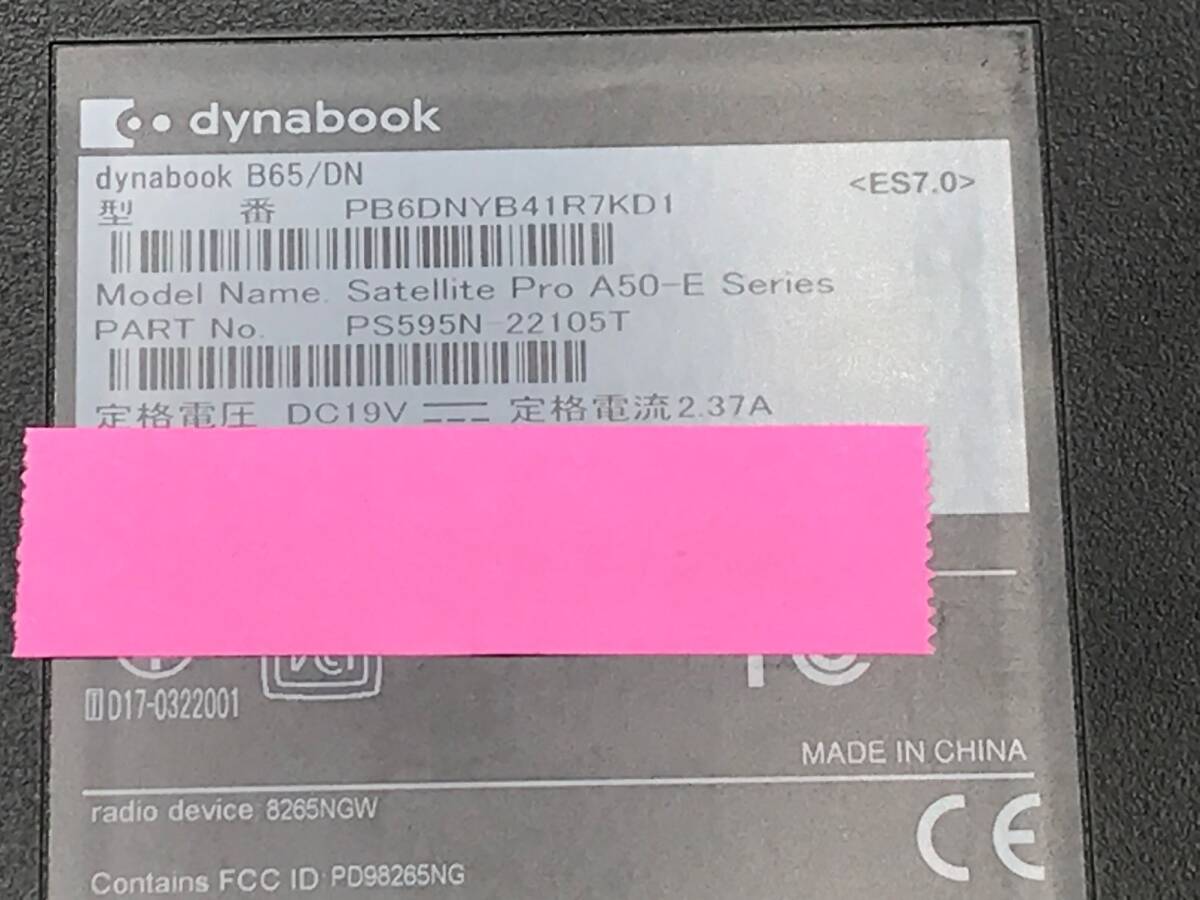 dynabook
dynabook B65/DN <ES7.0>
型 番 PB6DNYB41R7KD1
Model Name. Satellite Pro A50-E Series
PART No. PS595N-22105T
定格電圧 DC19V 定格電流2.37A
D17-0322001
MADE IN CHINA
radio device 8265NGW
CE
Contains FCC ID PD98265NG